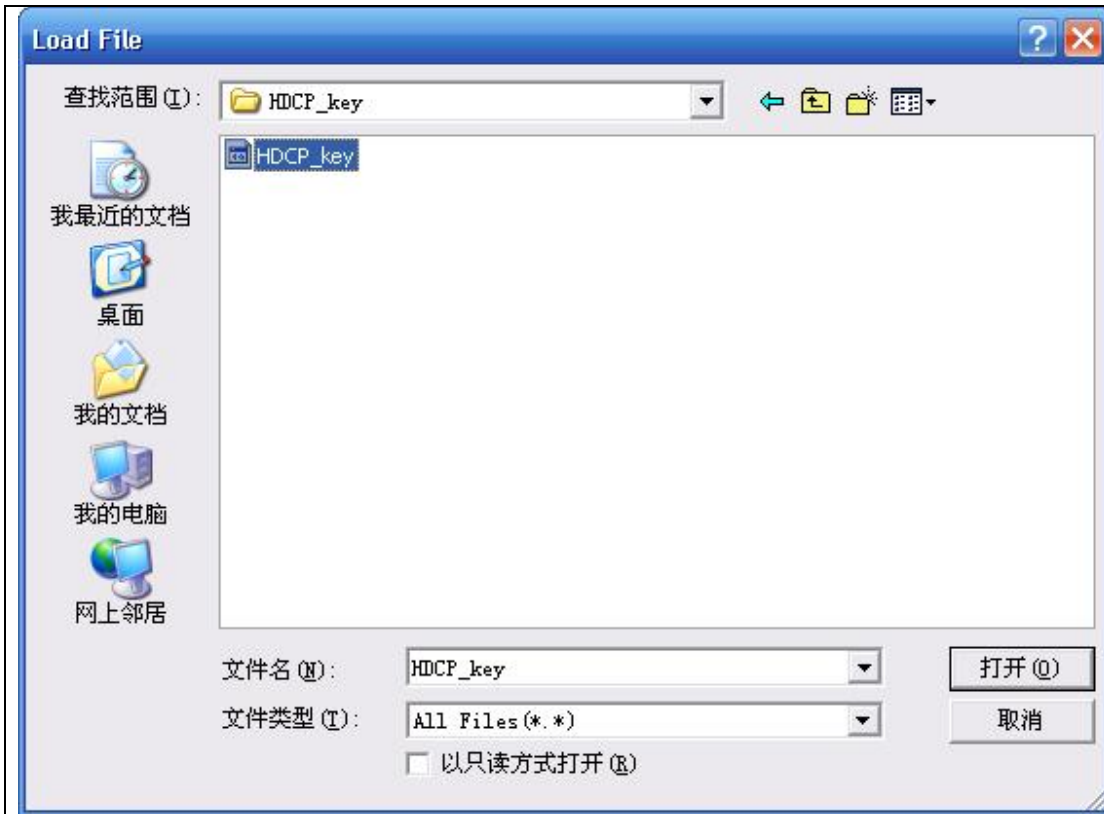 Load File
查找范围(I):
HDCP_key
HDCP_key
我最近的文档
桌面
我的文档
我的电脑
网上邻居
文件名(N):
HDCP_key
打开(O)
文件类型(T):
All Files(*.*)
取消
以只读方式打开(R)